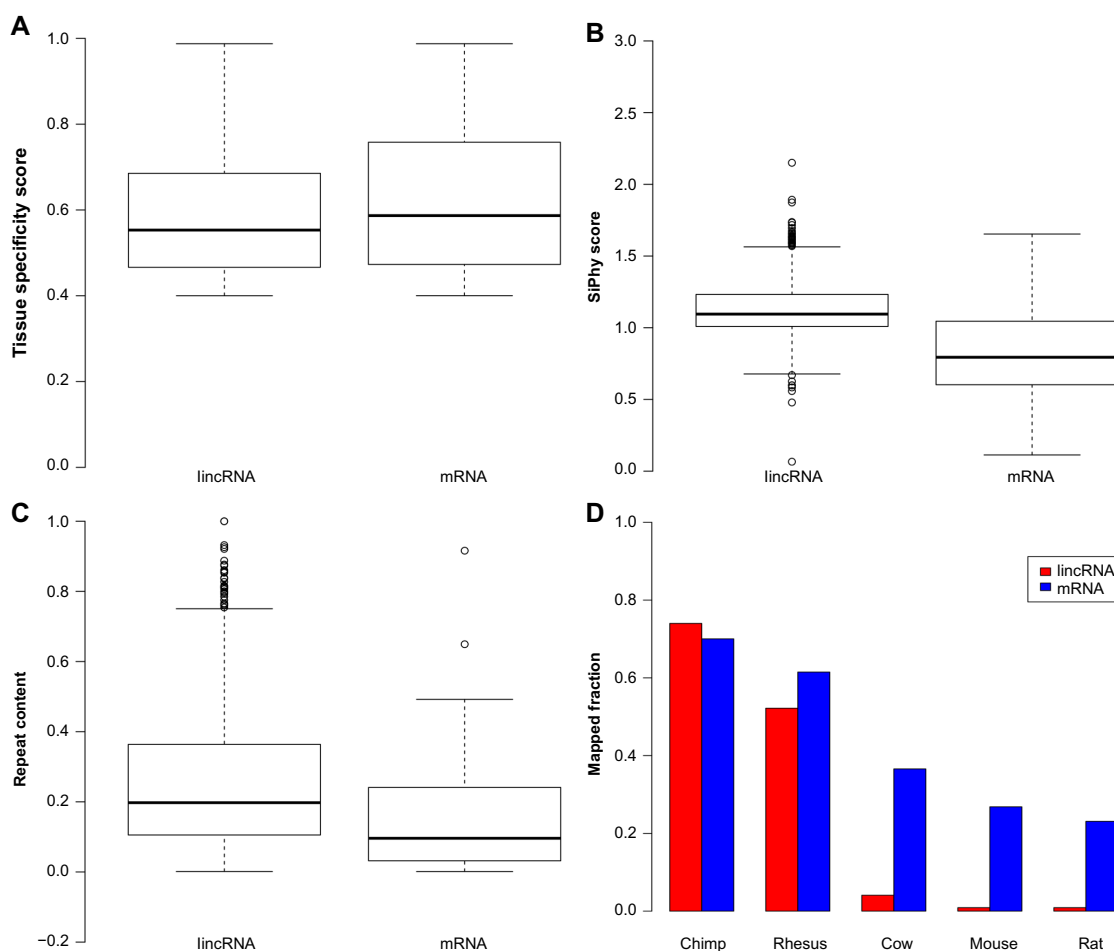 A
Tissue specificity score
1.0
0.8
0.6
0.4
0.2
0.0
lincRNA
mRNA
B
SiPhy score
3.0
2.5
2.0
1.5
1.0
0.5
0.0
lincRNA
mRNA
C
Repeat content
1.0
0.8
0.6
0.4
0.2
0.0
−0.2
lincRNA
mRNA
D
Mapped fraction
1.0
0.8
0.6
0.4
0.2
0.0
lincRNA
mRNA
Chimp
Rhesus
Cow
Mouse
Rat